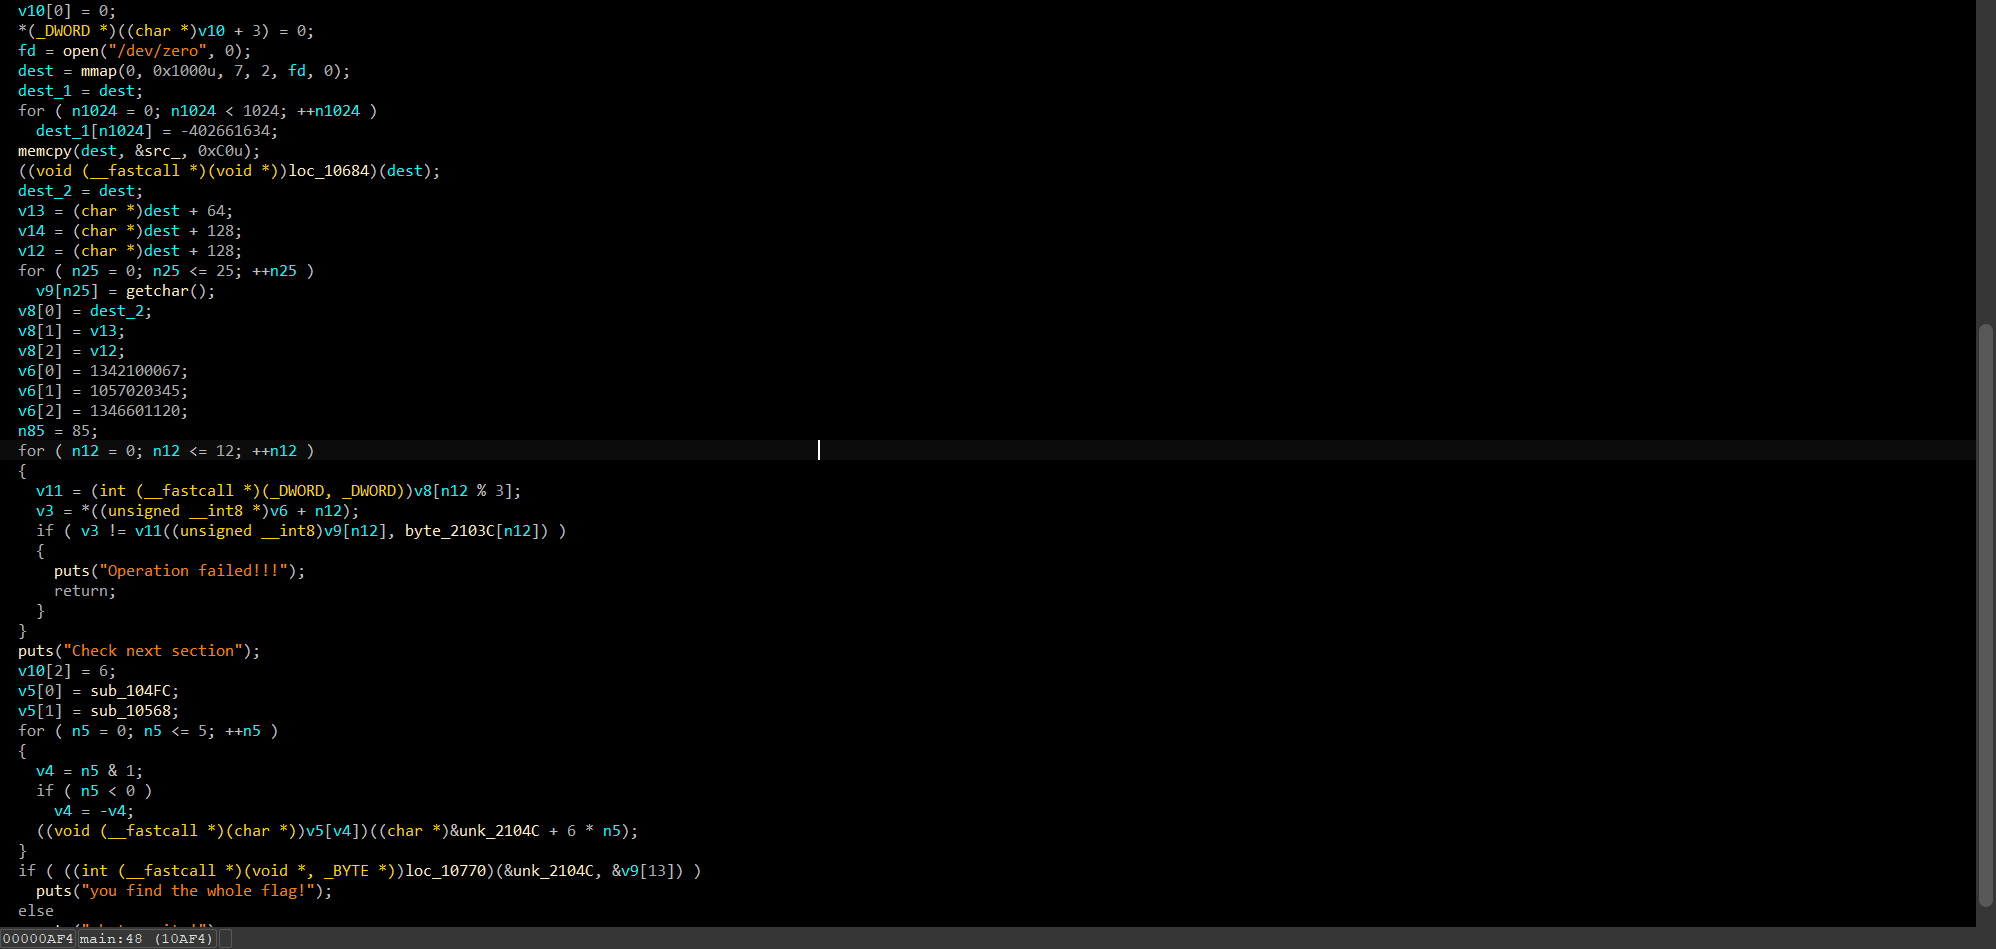 v10[0] = 0;
*(_DWORD *)((char *)v10 + 3) = 0;
fd = open("/dev/zero", 0);
dest = mmap(0, 0x1000u, 7, 2, fd, 0);
dest_1 = dest;
for ( n1024 = 0; n1024 < 1024; ++n1024 )
  dest_1[n1024] = -402661634;
memcpy(dest, &src_, 0xC0u);
((void (__fastcall *)(void *))loc_10684)(dest);
dest_2 = dest;
v13 = (char *)dest + 64;
v14 = (char *)dest + 128;
v12 = (char *)dest + 128;
for ( n25 = 0; n25 <= 25; ++n25 )
  v9[n25] = getchar();
v8[0] = dest_2;
v8[1] = v13;
v8[2] = v12;
v6[0] = 1342100067;
v6[1] = 1057020345;
v6[2] = 1346601120;
n85 = 85;
for ( n12 = 0; n12 <= 12; ++n12 )
{
  v11 = (int (__fastcall *)(_DWORD, _DWORD))v8[n12 % 3];
  v3 = *((unsigned __int8 *)v6 + n12);
  if ( v3 != v11((unsigned __int8)v9[n12], byte_2103C[n12]) )
  {
    puts("Operation failed!!!");
    return;
  }
}
puts("Check next section");
v10[2] = 6;
v5[0] = sub_104FC;
v5[1] = sub_10568;
for ( n5 = 0; n5 <= 5; ++n5 )
{
  v4 = n5 & 1;
  if ( n5 < 0 )
    v4 = -v4;
  ((void (__fastcall *)(char *))v5[v4])((char *)&unk_2104C + 6 * n5);
}
if ( ((int (__fastcall *)(void *, _BYTE *))loc_10770)(&unk_2104C, &v9[13]) )
  puts("you find the whole flag!");
else
00000AF4 main:48 (10AF4)